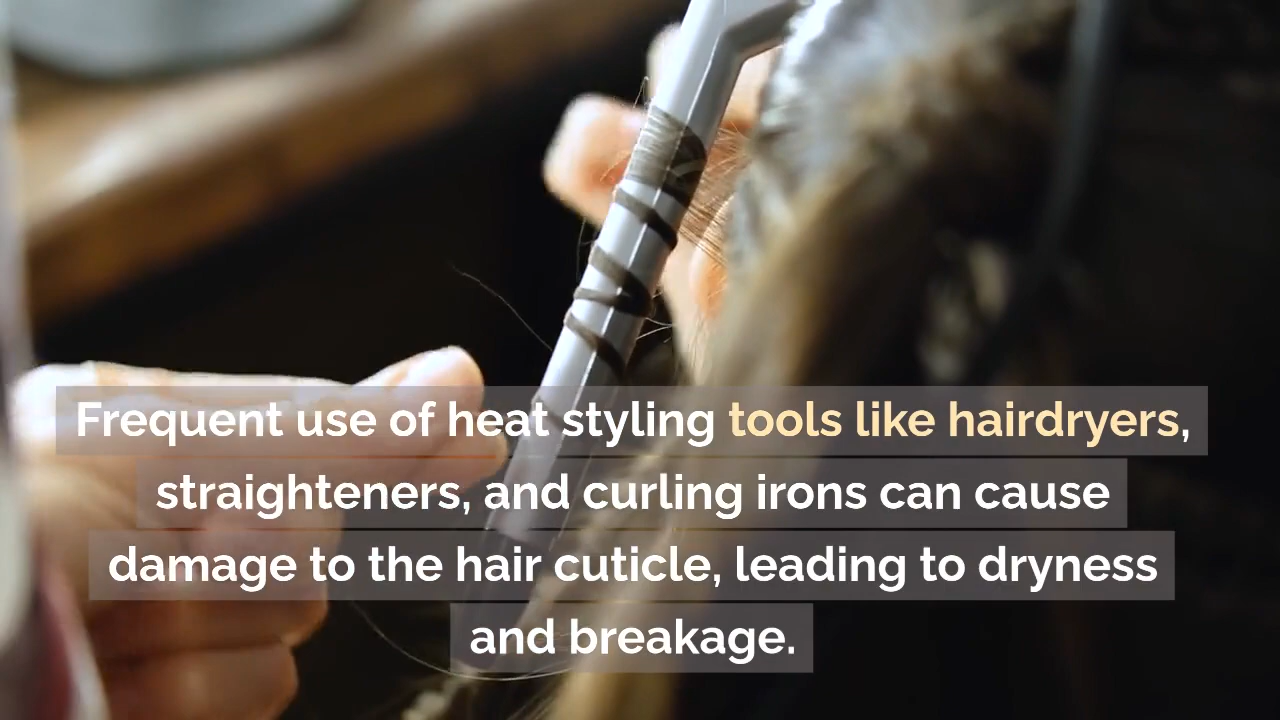 Frequent use of heat styling tools like hairdryers,
straighteners, and curling irons can cause
damage to the hair cuticle, leading to dryness
and breakage.